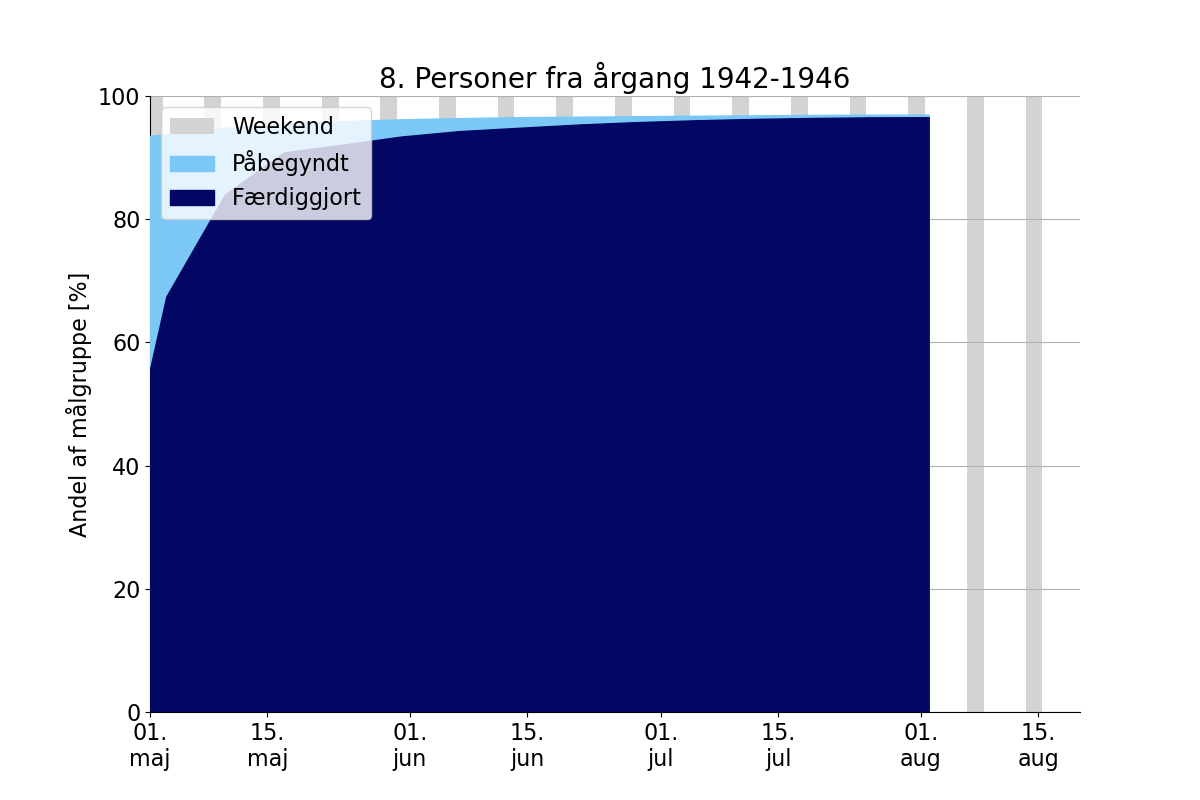 8. Personer fra årgang 1942-1946
Andel af målgruppe [%]
100
80
60
40
20
0
Weekend
Påbegyndt
Færdiggjort
01. 15. 01. 15. 01. 15. 01. 15.
maj maj jun jun jul jul aug aug